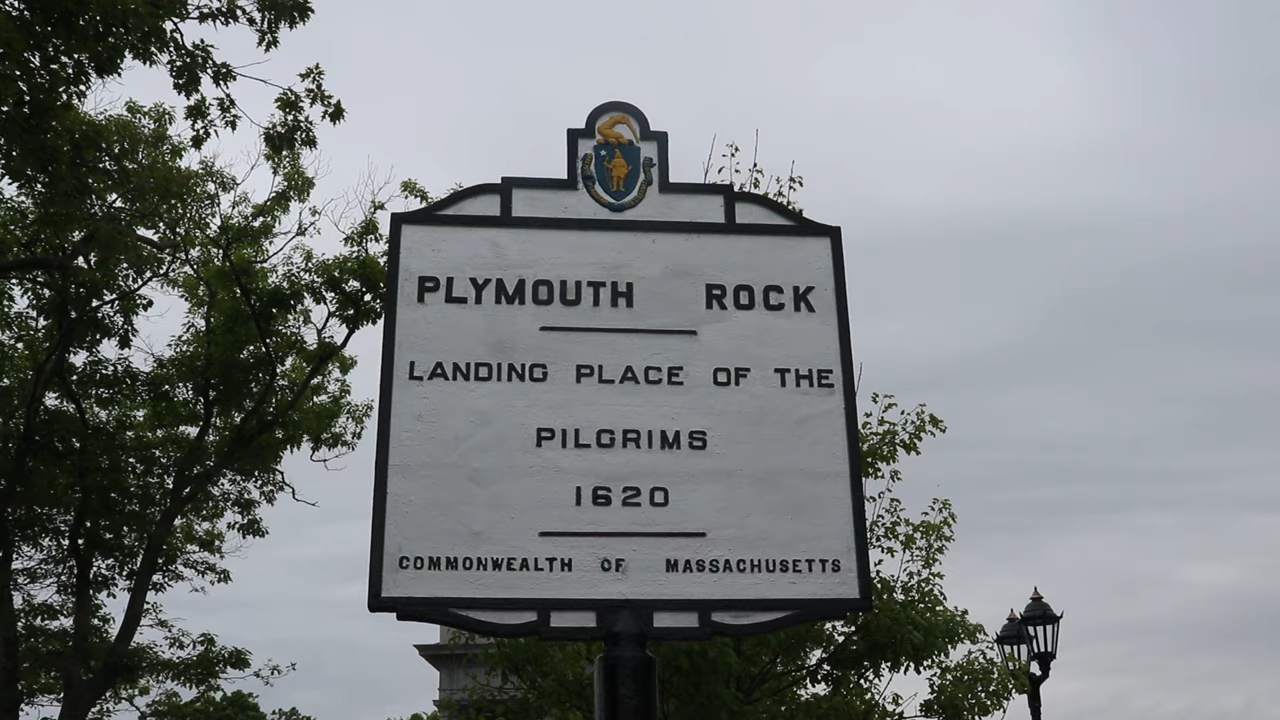 PLYMOUTH ROCK
LANDING PLACE OF THE
PILGRIMS
1620
COMMONWEALTH OF MASSACHUSETTS